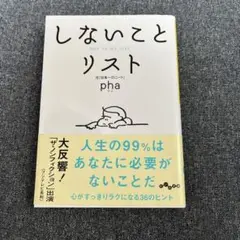 しないこと
リスト
pha
大反響!
「ザ・ノンフィクション」出演
人生の99%は
あなたに必要が
ないことだ
心がすっきりラクになる36のヒント